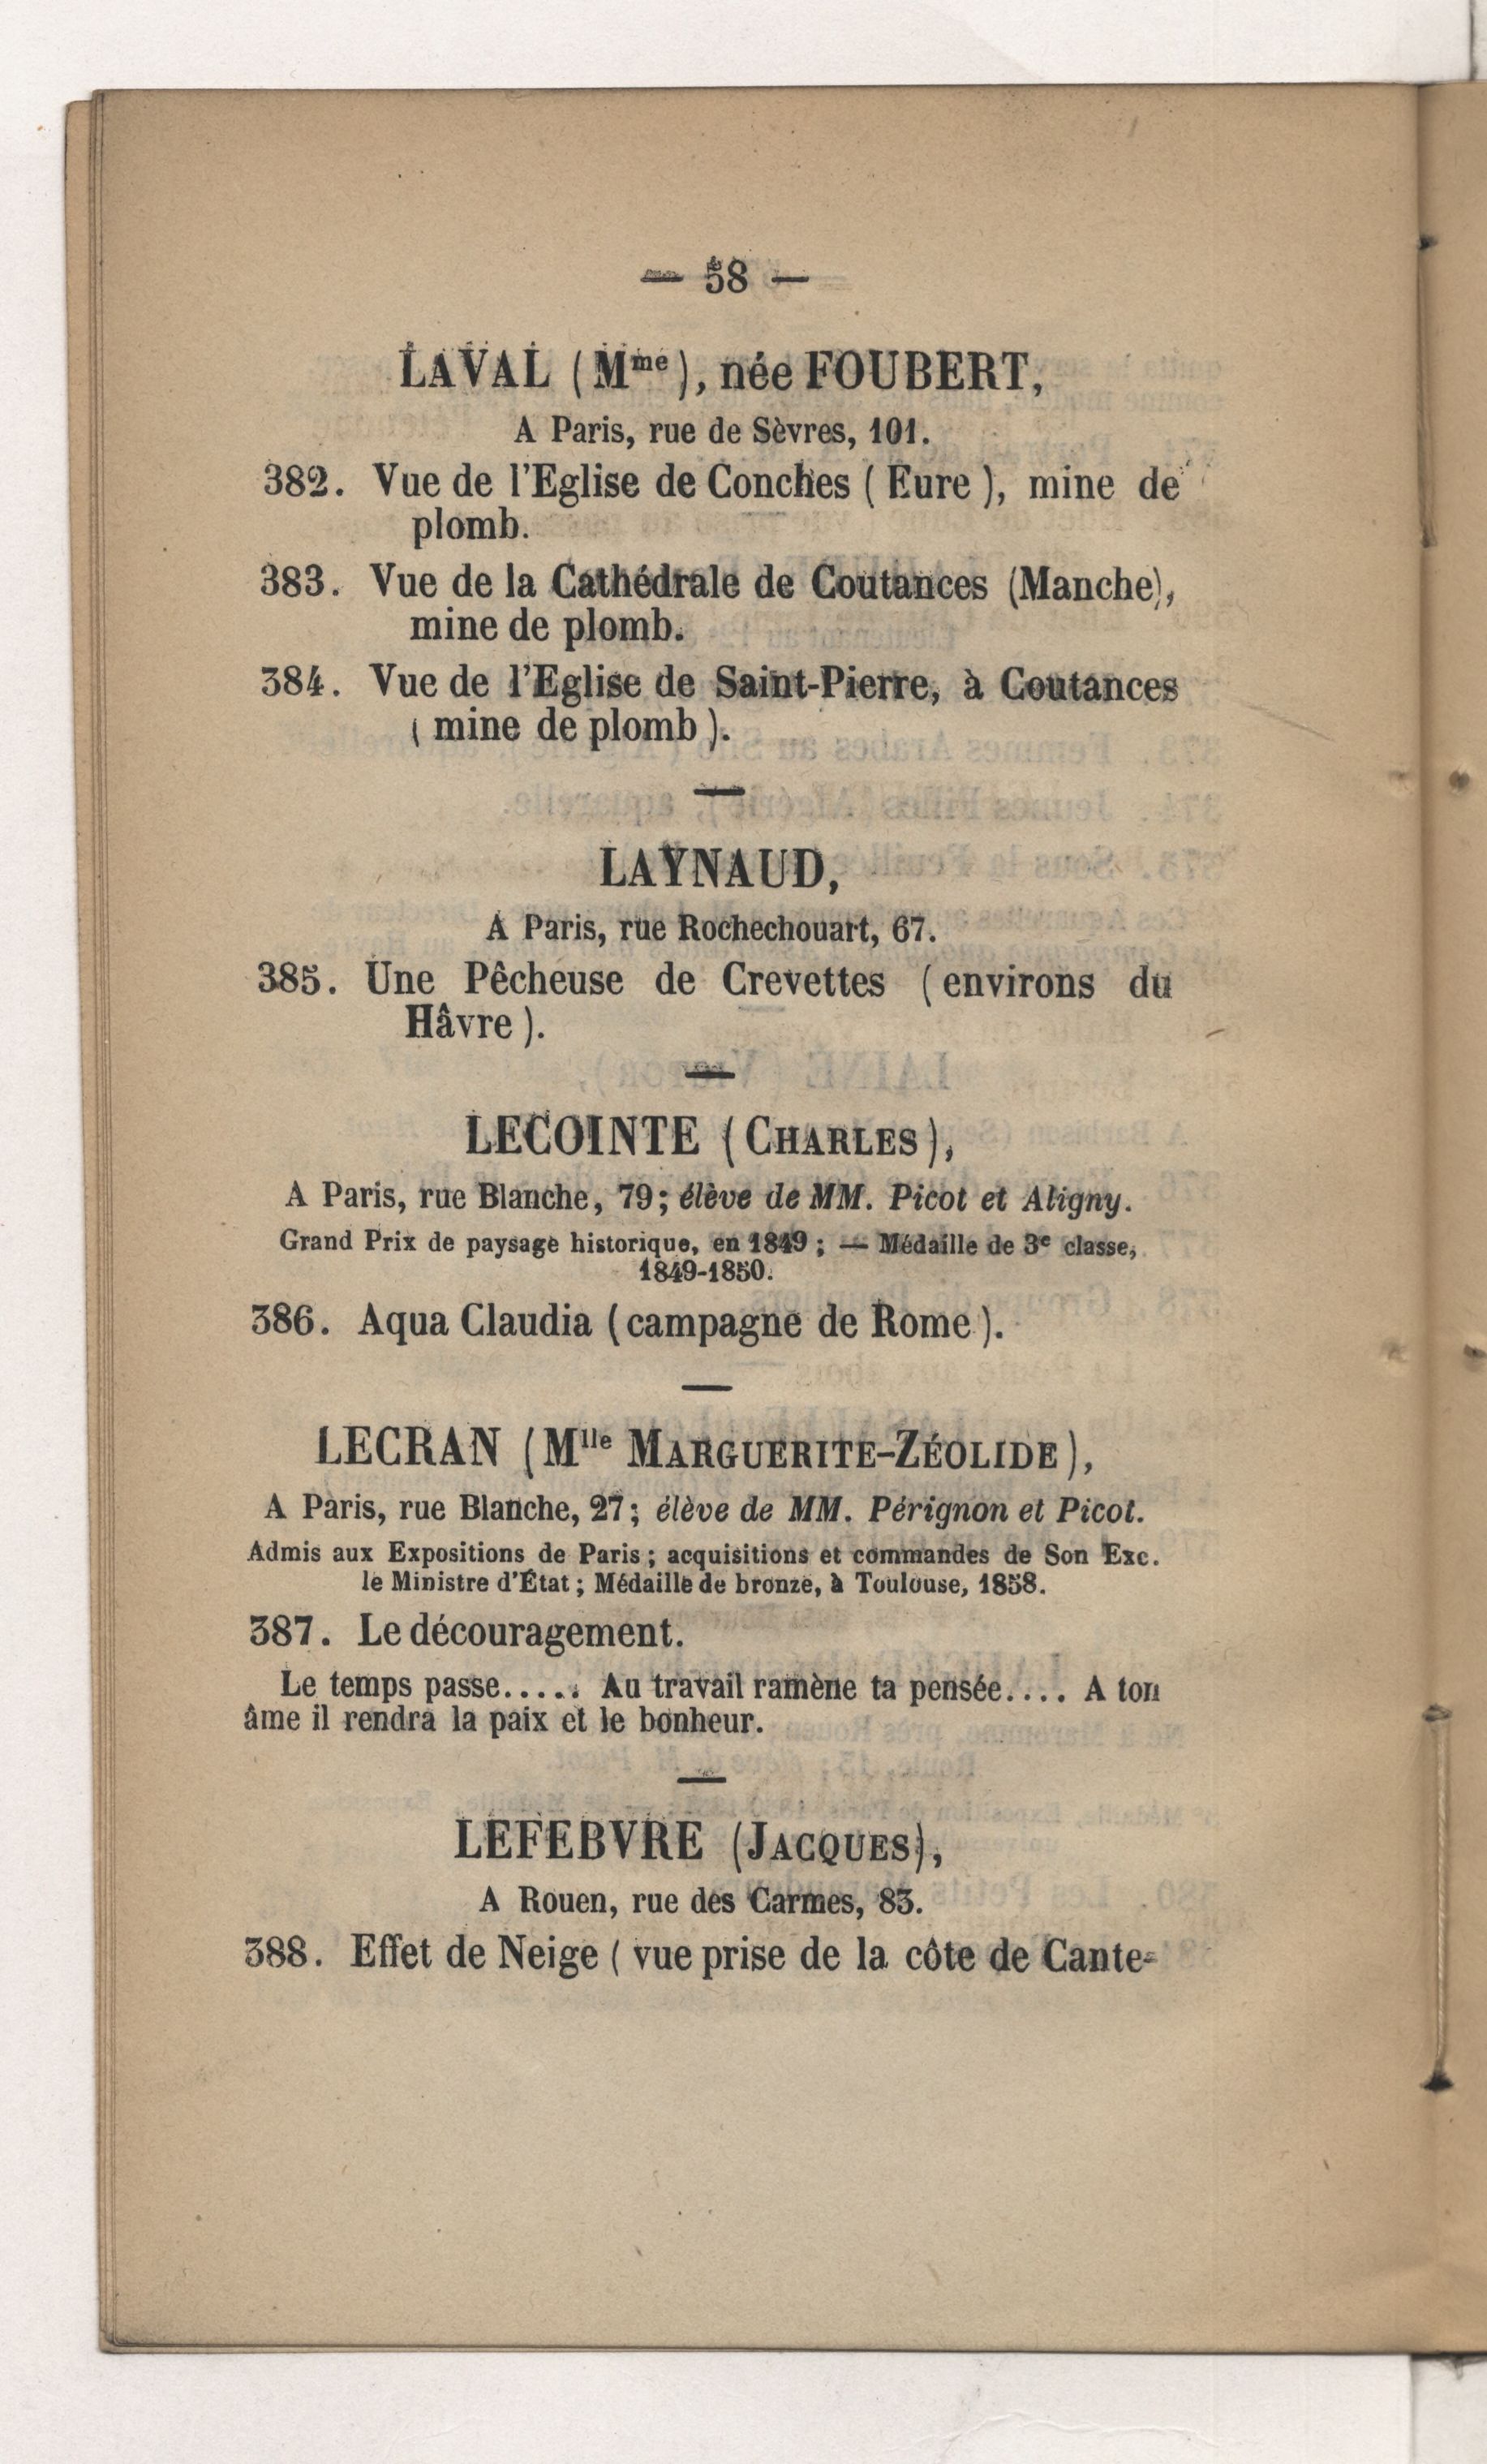 — 58 —
LAVAL (Mme), née FOUBERT,
A Paris, rue de Sèvres, 101.
382. Vue de l'Eglise de Conches (Eure), mine de
plomb.
383. Vue de la Cathédrale de Coutances (Manche),
mine de plomb.
384. Vue de l'Eglise de Saint-Pierre, à Coutances
(mine de plomb).
LAYNAUD,
A Paris, rue Rochechouart, 67.
385. Une Pêcheuse de Crevettes (environs du
Hâvre).
LECOINTE (CHARLES),
A Paris, rue Blanche, 79; élève de MM. Picot et Aligny.
Grand Prix de paysage historique, en 1849; — Médaille de 3e classe,
1849-1850.
386. Aqua Claudia (campagne de Rome).
LECRAN (Mlle MARGUERITE-ZÉOLIDE),
A Paris, rue Blanche, 27; élève de MM. Pérignon et Picot.
Admis aux Expositions de Paris; acquisitions et commandes de Son Exc.
le Ministre d'État; Médaille de bronze, à Toulouse, 1858.
387. Le découragement.
Le temps passe..... Au travail ramène ta pensée.... A ton
âme il rendra la paix et le bonheur.
LEFEBVRE (JACQUES),
A Rouen, rue des Carmes, 83.
388. Effet de Neige (vue prise de la côte de Cante-